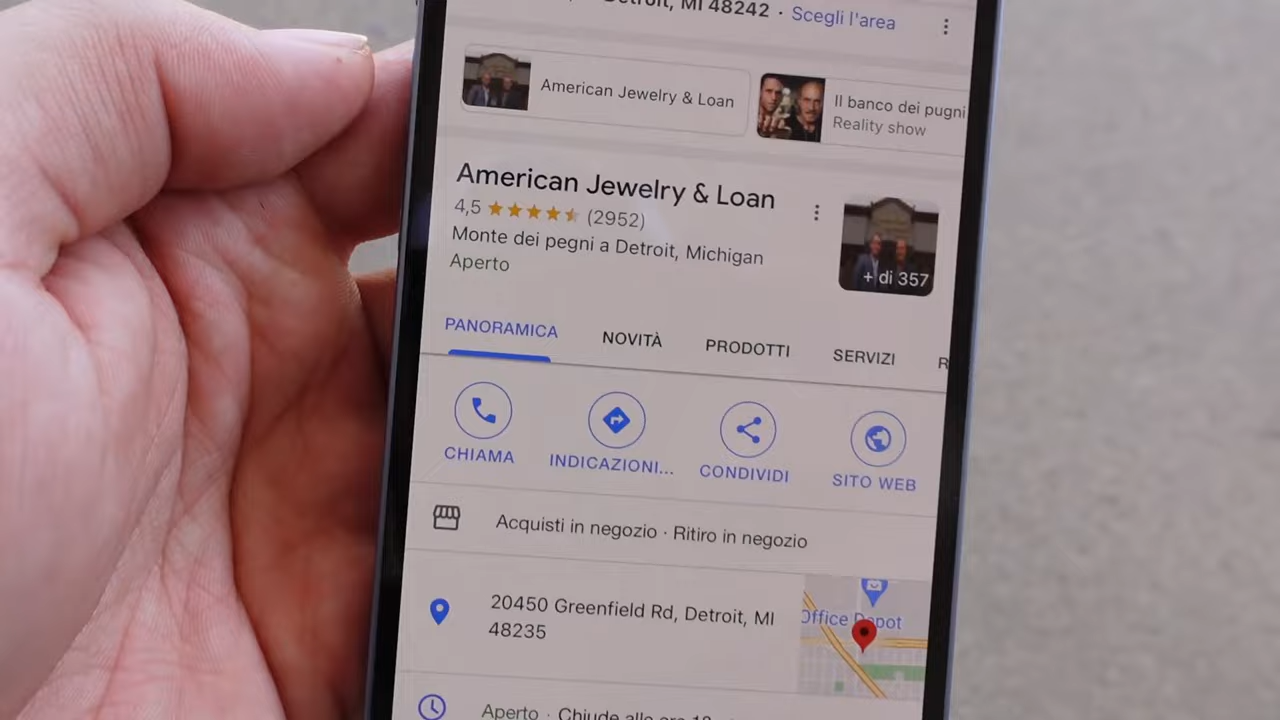 Detroit, MI 48242 · Scegli l'area
American Jewelry & Loan
Il banco dei pugni
Reality show
American Jewelry & Loan
4,5 (2952)
Monte dei pegni a Detroit, Michigan
Aperto
+ di 357
PANORAMICA NOVITÀ PRODOTTI SERVIZI R
CHIAMA INDICAZIONI... CONDIVIDI SITO WEB
Acquisti in negozio · Ritiro in negozio
20450 Greenfield Rd, Detroit, MI
48235
Office Depot
Aperto · Chiude alle ore